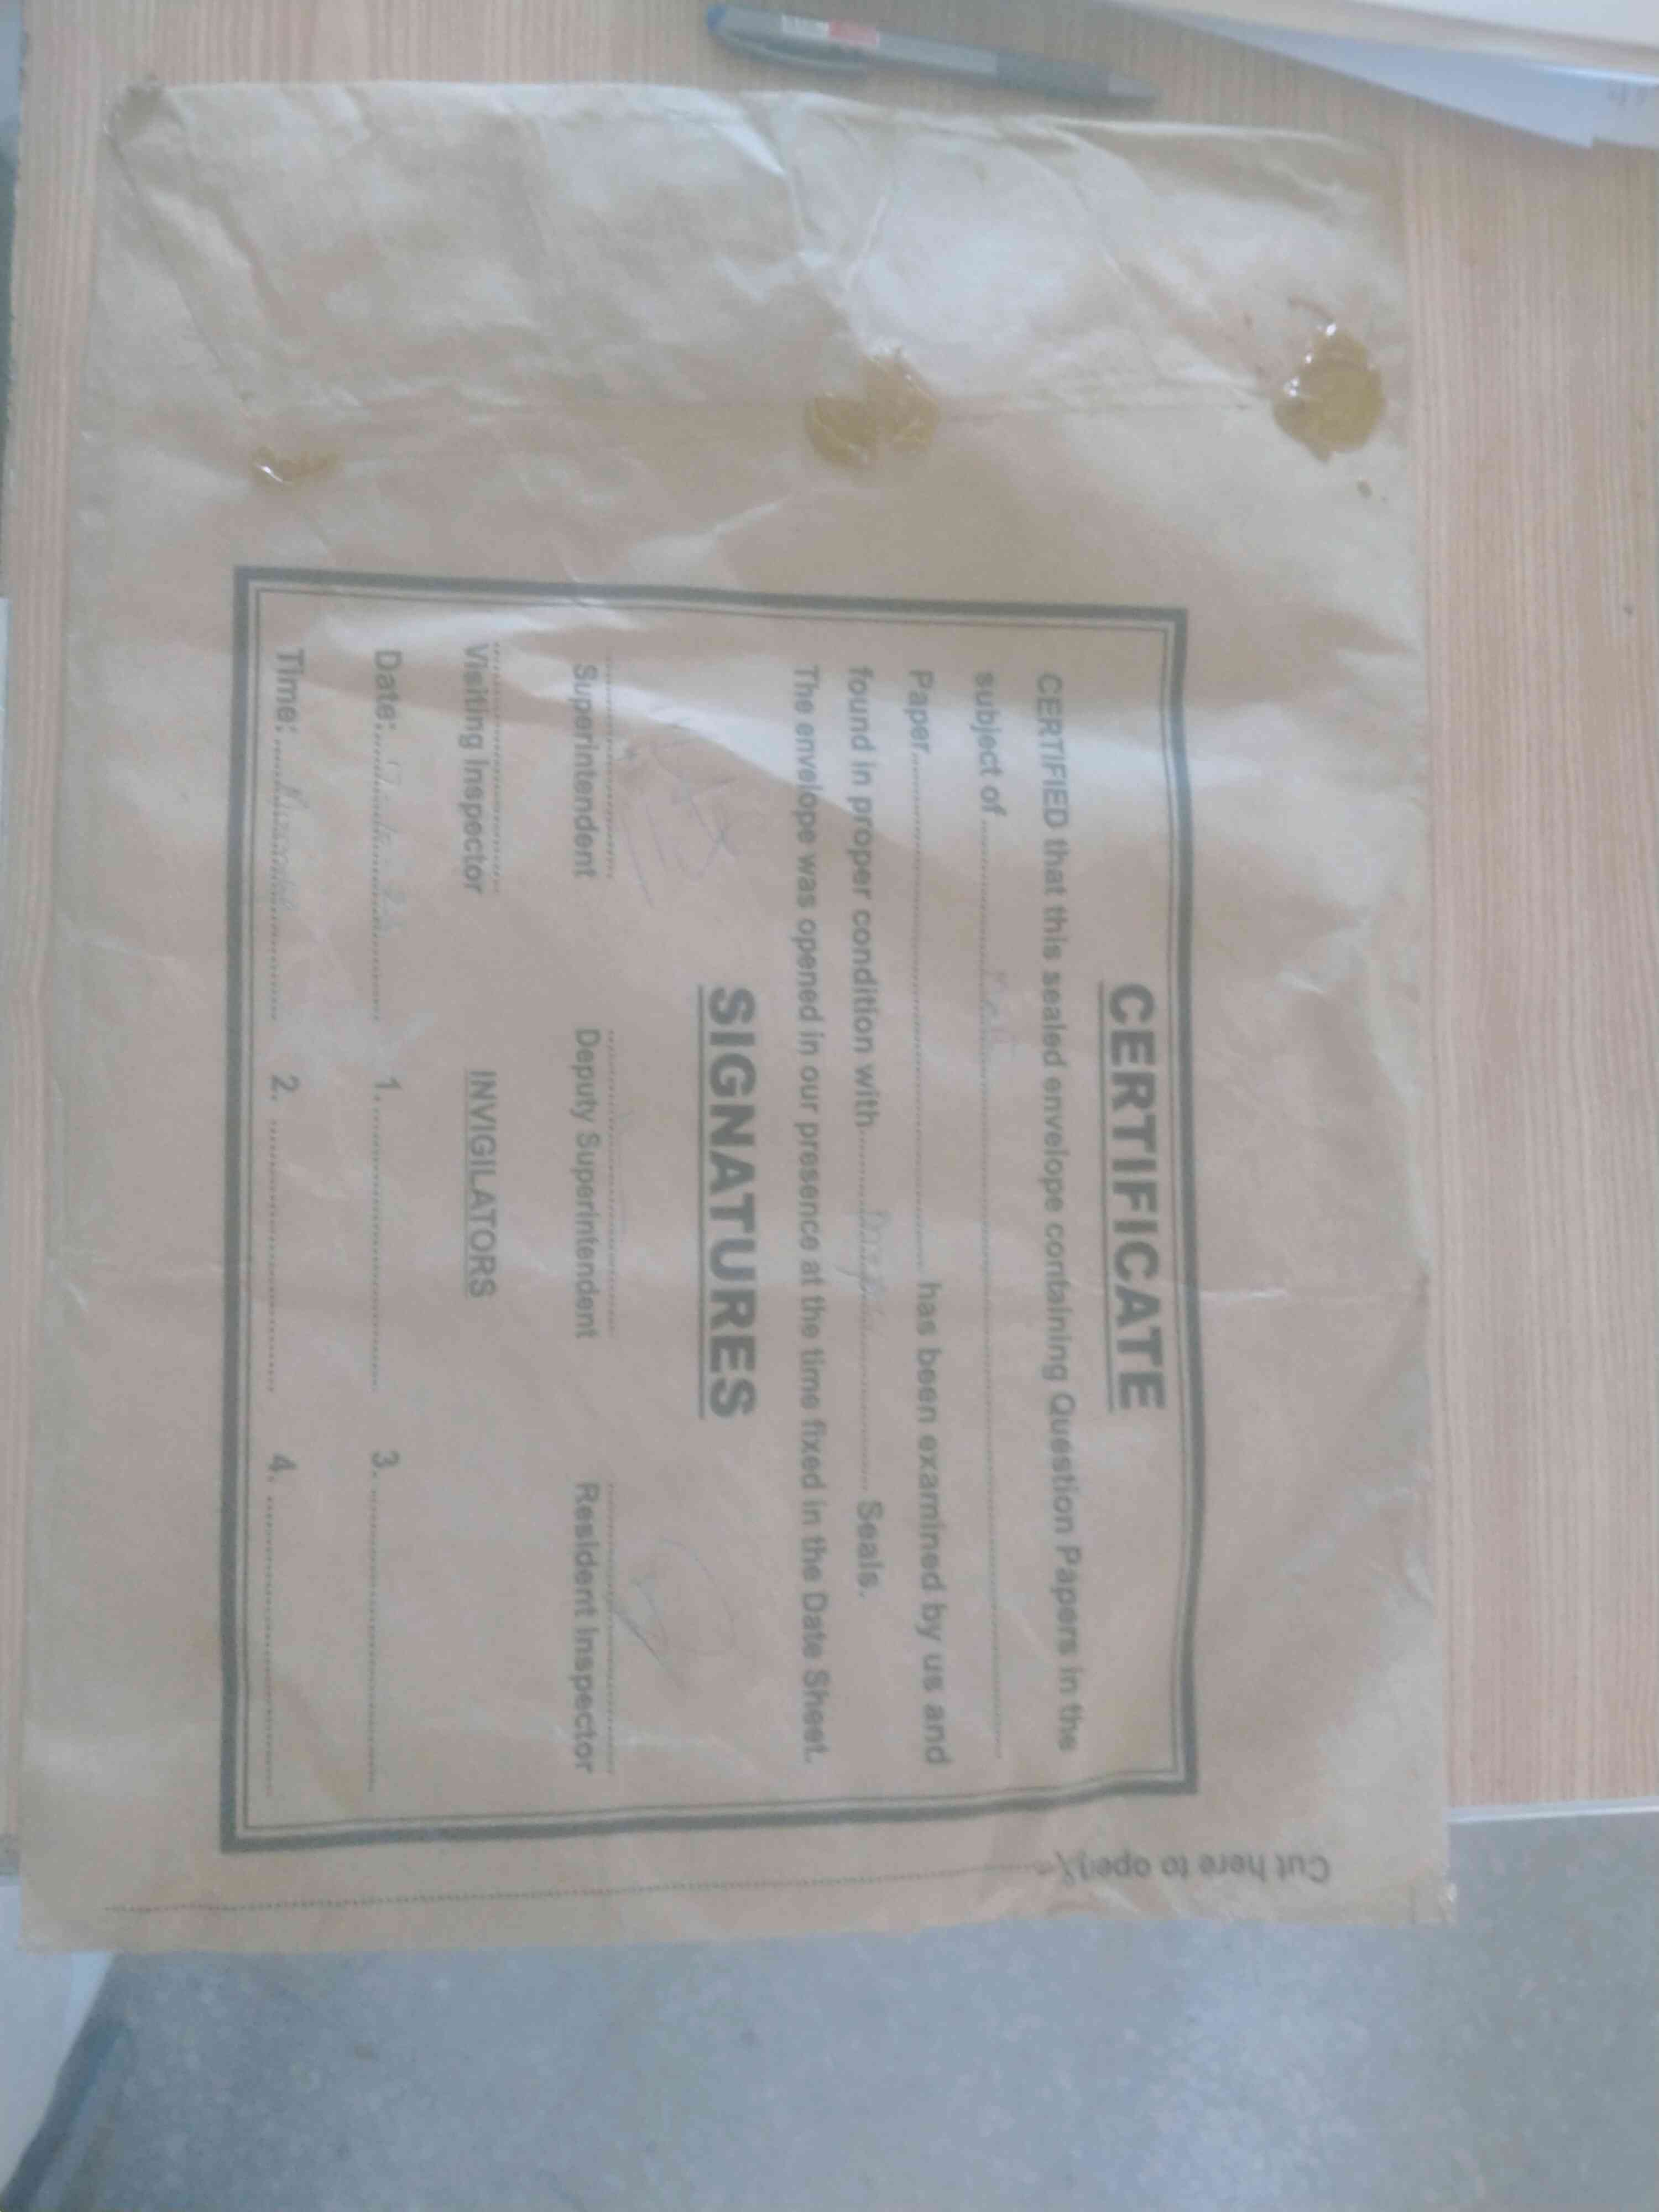 CERTIFICATE
CERTIFIED that this sealed envelope containing Question Papers in the
subject of
Paper has been examined by us and
found in proper condition with Seals.
The envelope was opened in our presence at the time fixed in the Date Sheet.
SIGNATURES
Superintendent Deputy Superintendent Resident Inspector
Visiting Inspector INVIGILATORS
Date: 1. 3.
Time: 2. 4.
Cut here to open